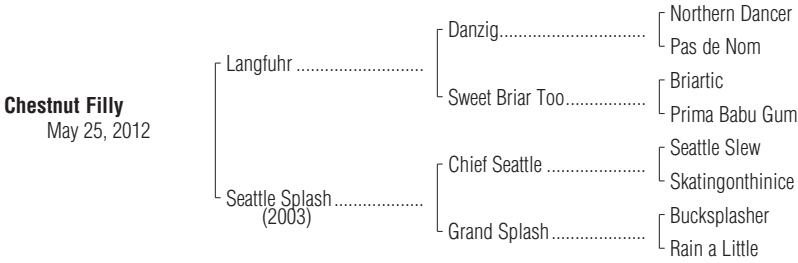 Northern Dancer
Danzig..............................
Pas de Nom
Langfuhr ..........................
Briartic
Sweet Briar Too................
Prima Babu Gum
Chestnut Filly
May 25, 2012
Seattle Slew
Chief Seattle ....................
Skatingonthinice
Seattle Splash..................
(2003)
Bucksplasher
Grand Splash...................
Rain a Little